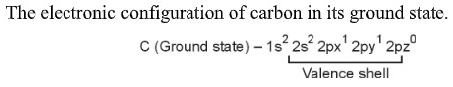 The electronic configuration of carbon in its ground state.
C (Ground state) – 1s² 2s² 2px¹ 2py¹ 2pz⁰
Valence shell